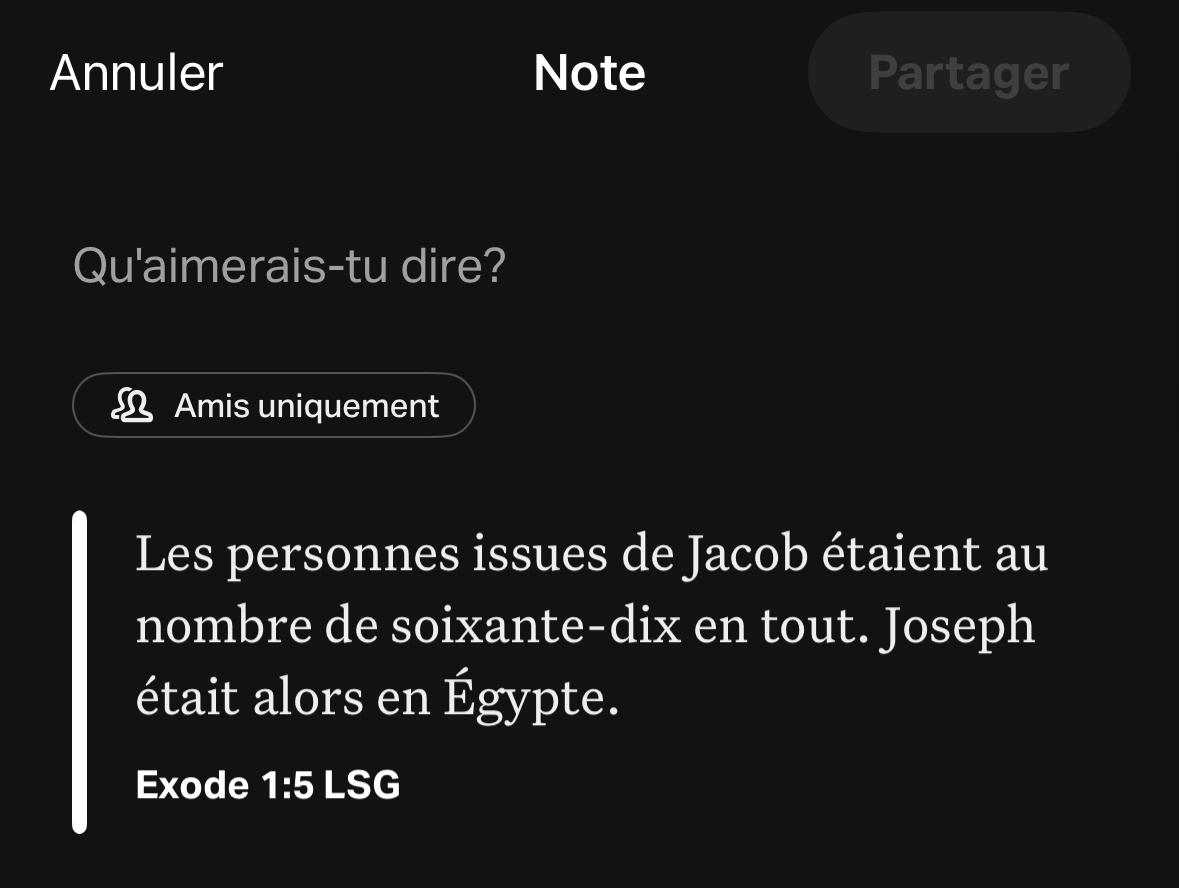 Annuler
Note
Partager
Qu'aimerais-tu dire?
Amis uniquement
Les personnes issues de Jacob étaient au
nombre de soixante-dix en tout. Joseph
était alors en Égypte.
Exode 1:5 LSG